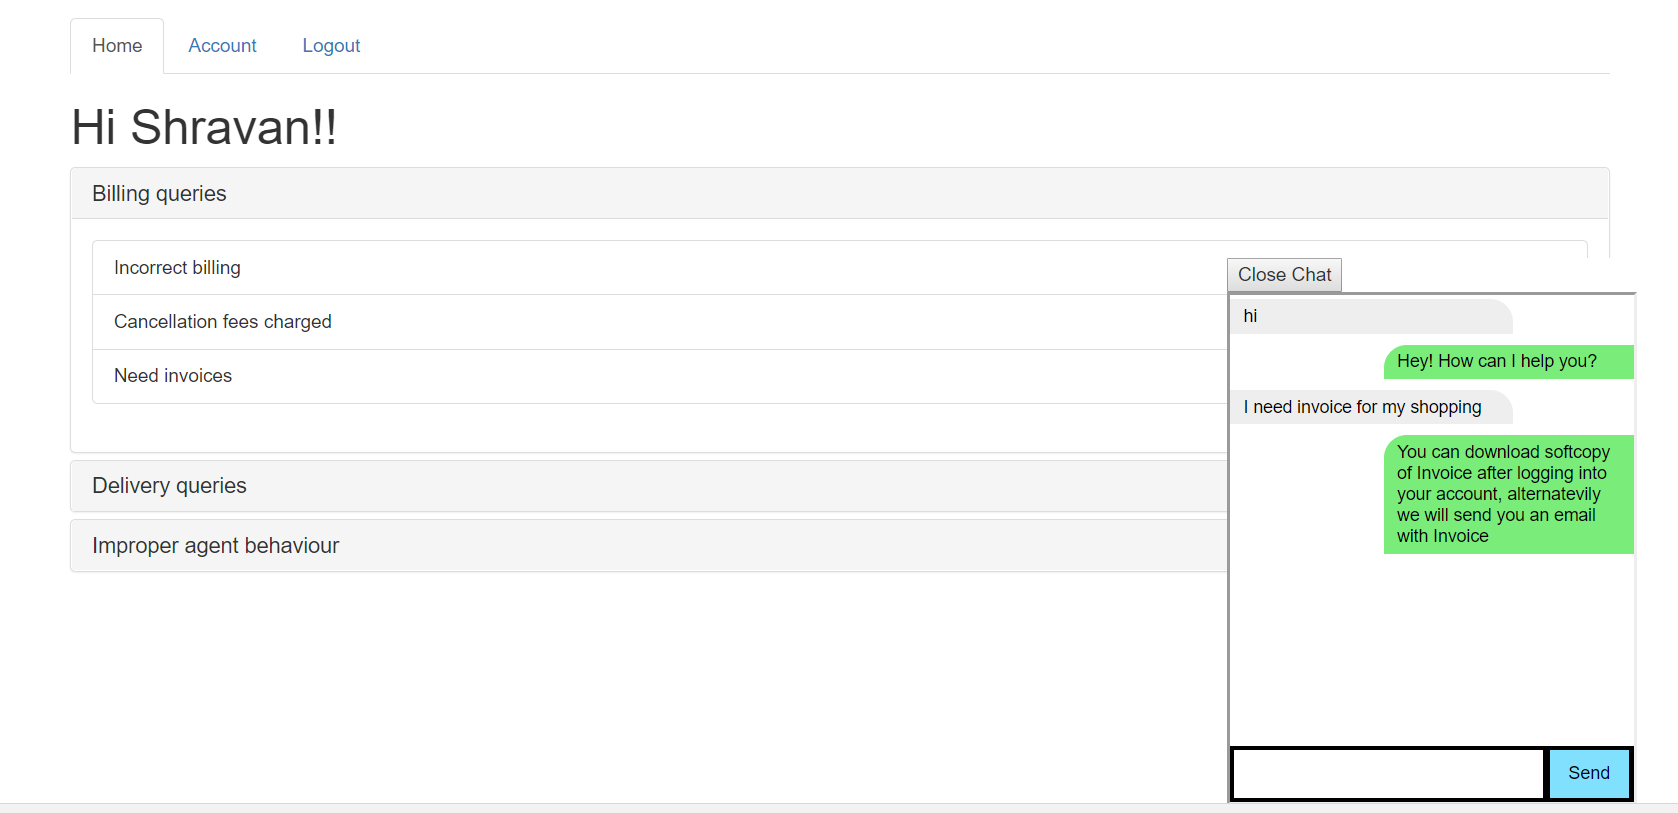 Home Account Logout
Hi Shravan!!
Billing queries
Incorrect billing
Cancellation fees charged
Need invoices
Delivery queries
Improper agent behaviour
Close Chat
hi
Hey! How can I help you?
I need invoice for my shopping
You can download softcopy
of Invoice after logging into
your account, alternatevily
we will send you an email
with Invoice
Send